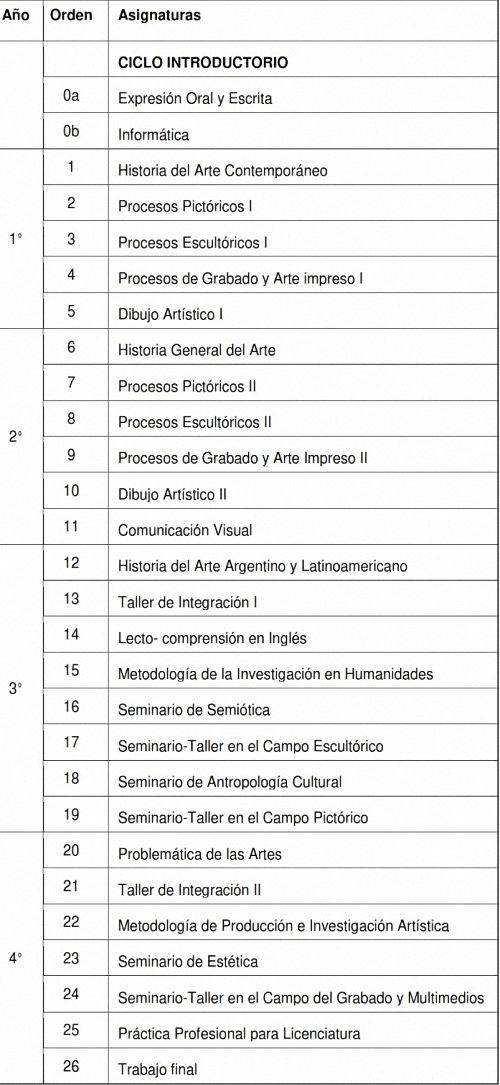 Año Orden Asignaturas
CICLO INTRODUCTORIO
0a Expresión Oral y Escrita
0b Informática
1 Historia del Arte Contemporáneo
2 Procesos Pictóricos I
1° 3 Procesos Escultóricos I
4 Procesos de Grabado y Arte impreso I
5 Dibujo Artístico I
6 Historia General del Arte
7 Procesos Pictóricos II
8 Procesos Escultóricos II
2° 9 Procesos de Grabado y Arte Impreso II
10 Dibujo Artístico II
11 Comunicación Visual
12 Historia del Arte Argentino y Latinoamericano
13 Taller de Integración I
14 Lecto- comprensión en Inglés
15 Metodología de la Investigación en Humanidades
3° 16 Seminario de Semiótica
17 Seminario-Taller en el Campo Escultórico
18 Seminario de Antropología Cultural
19 Seminario-Taller en el Campo Pictórico
20 Problemática de las Artes
21 Taller de Integración II
22 Metodología de Producción e Investigación Artística
4° 23 Seminario de Estética
24 Seminario-Taller en el Campo del Grabado y Multimedios
25 Práctica Profesional para Licenciatura
26 Trabajo final